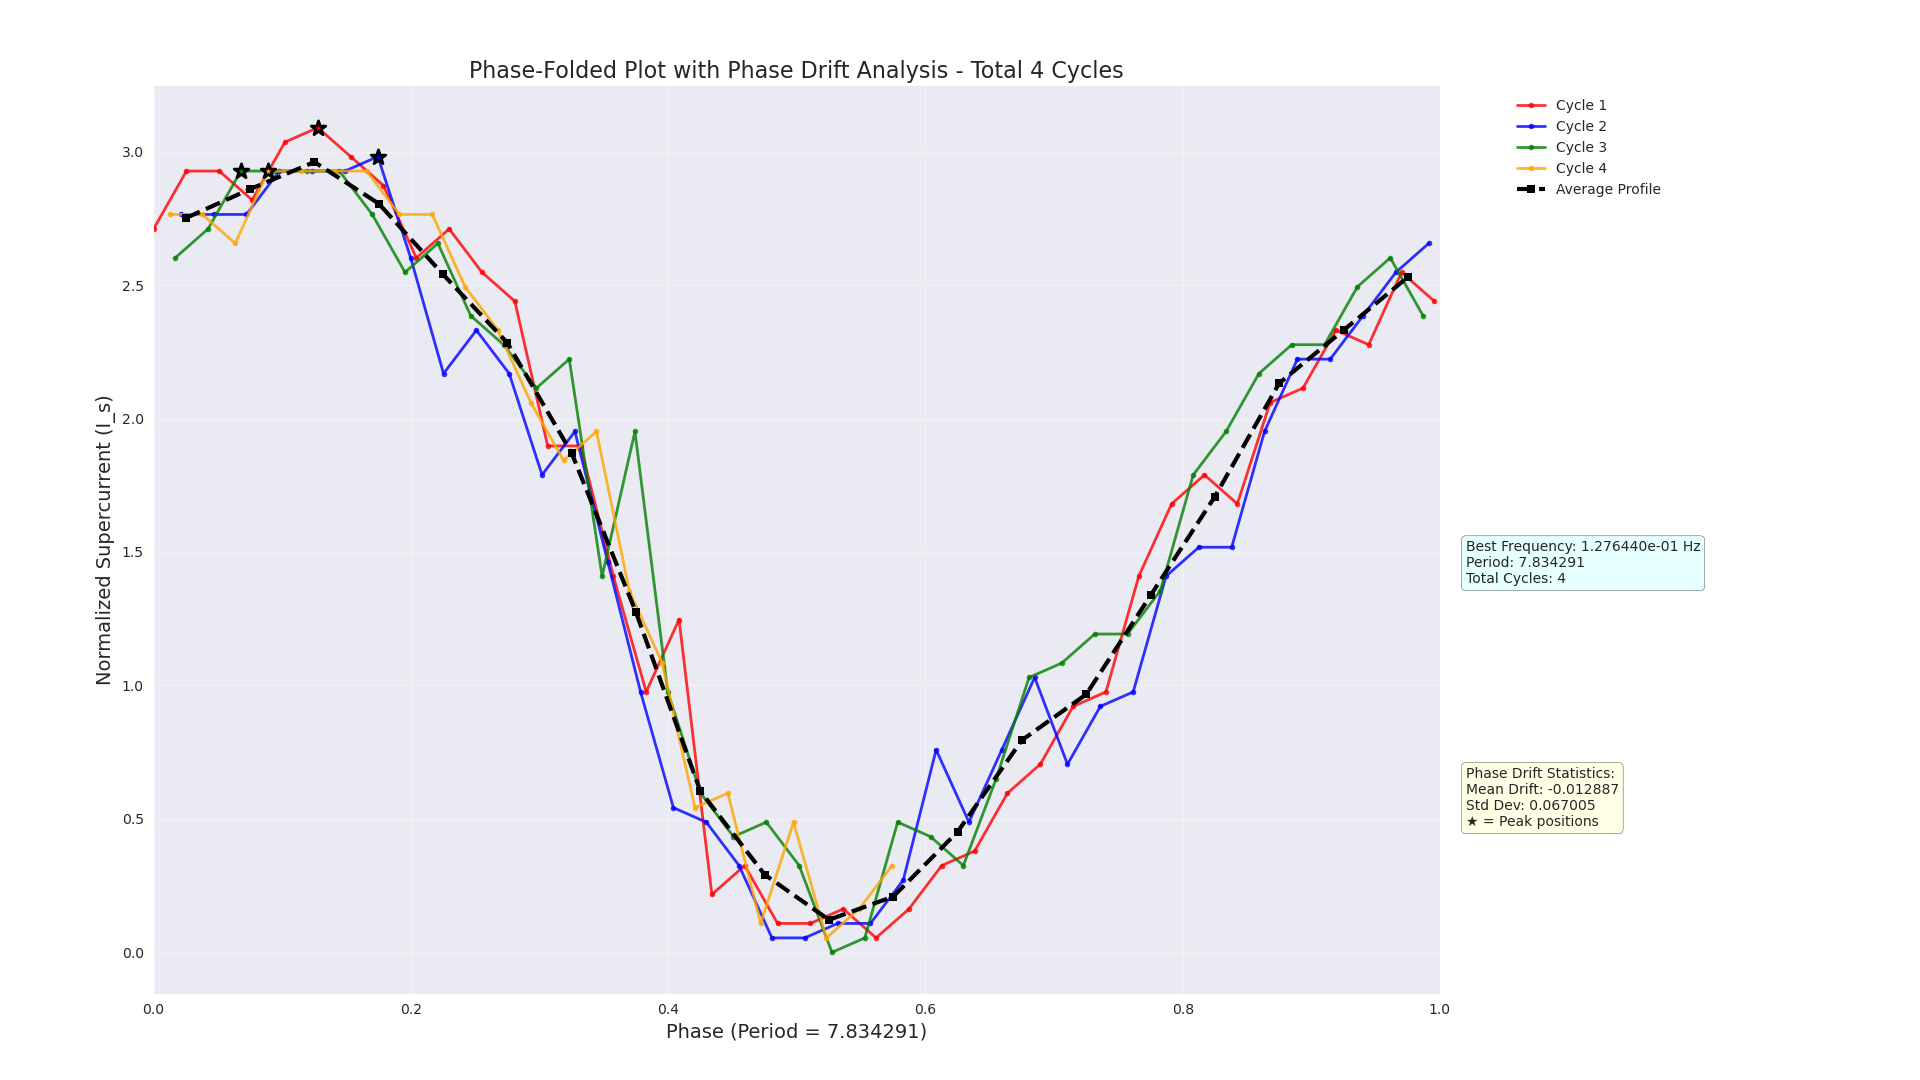 Phase-Folded Plot with Phase Drift Analysis - Total 4 Cycles
Normalized Supercurrent (I_s)
3.0
2.5
2.0
1.5
1.0
0.5
0.0
0.0
0.2
0.4
0.6
0.8
1.0
Phase (Period = 7.834291)
Cycle 1
Cycle 2
Cycle 3
Cycle 4
Average Profile
Best Frequency: 1.276440e-01 Hz
Period: 7.834291
Total Cycles: 4
Phase Drift Statistics:
Mean Drift: -0.012887
Std Dev: 0.067005
★ = Peak positions